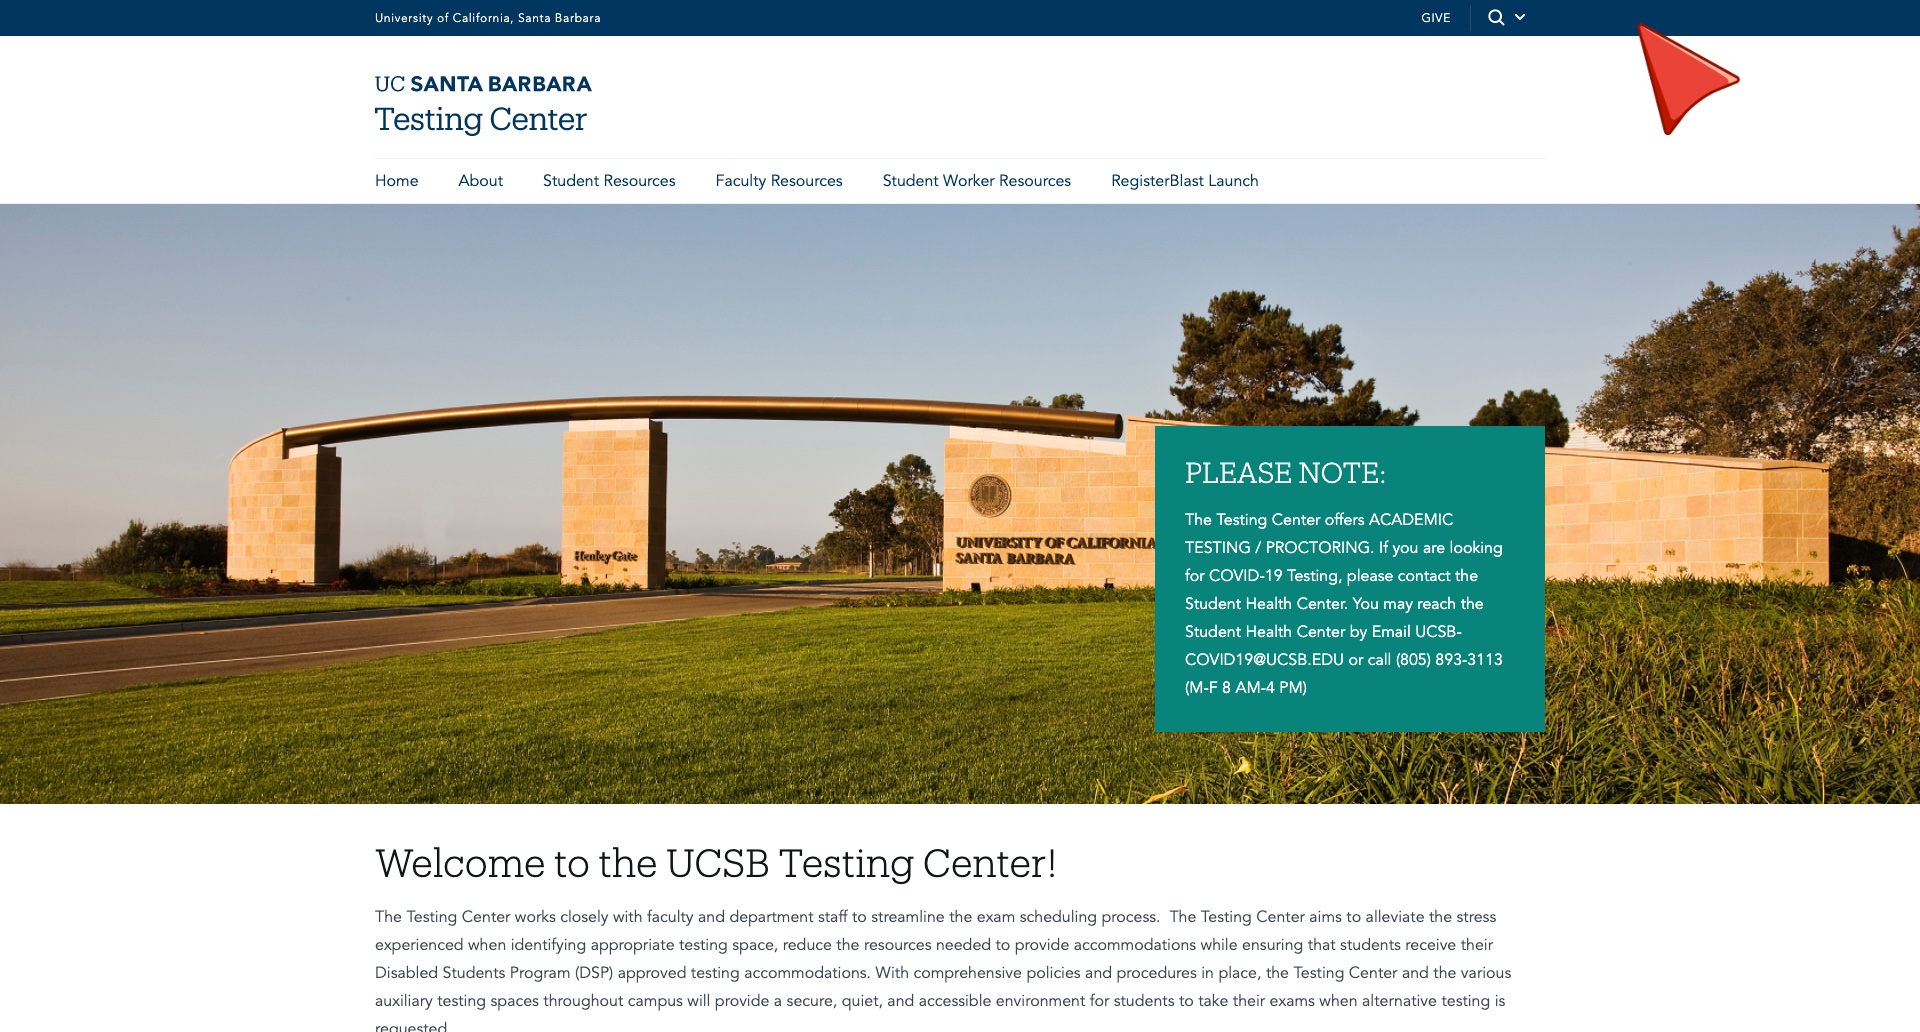 University of California, Santa Barbara
GIVE
UC SANTA BARBARA
Testing Center
Home
About
Student Resources
Faculty Resources
Student Worker Resources
RegisterBlast Launch
Henley Gate
UNIVERSITY OF CALIFORNIA
SANTA BARBARA
PLEASE NOTE:
The Testing Center offers ACADEMIC
TESTING / PROCTORING. If you are looking
for COVID-19 Testing, please contact the
Student Health Center. You may reach the
Student Health Center by Email UCSB-
COVID19@UCSB.EDU or call (805) 893-3113
(M-F 8 AM-4 PM)
Welcome to the UCSB Testing Center!
The Testing Center works closely with faculty and department staff to streamline the exam scheduling process.  The Testing Center aims to alleviate the stress
experienced when identifying appropriate testing space, reduce the resources needed to provide accommodations while ensuring that students receive their
Disabled Students Program (DSP) approved testing accommodations. With comprehensive policies and procedures in place, the Testing Center and the various
auxiliary testing spaces throughout campus will provide a secure, quiet, and accessible environment for students to take their exams when alternative testing is
requested